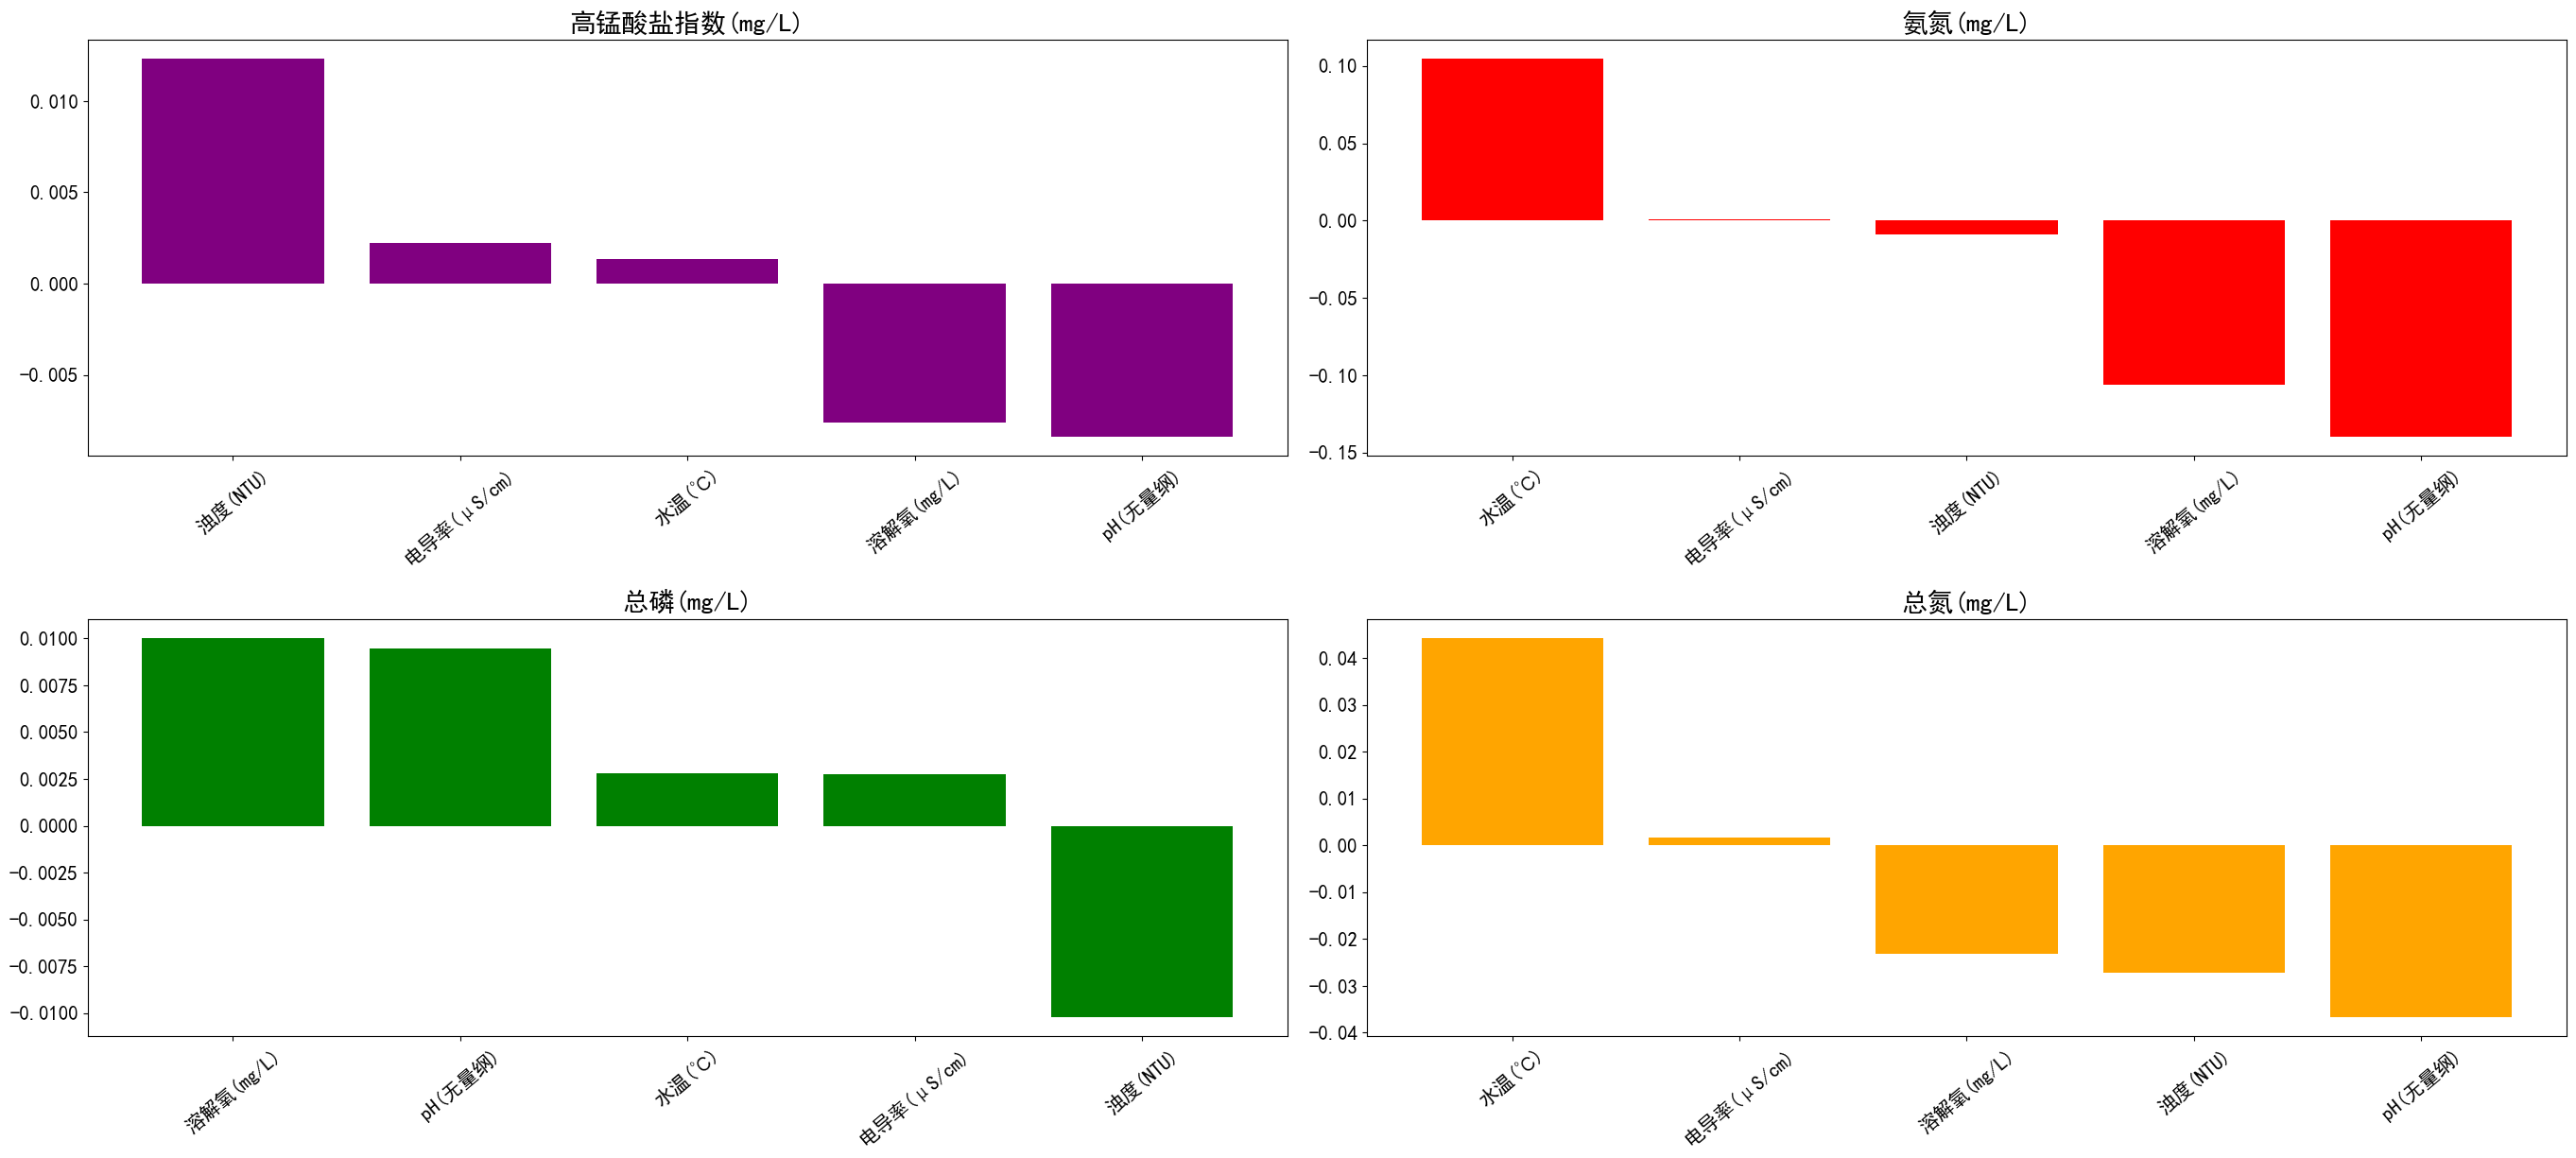 高锰酸盐指数(mg/L)
0.010
0.005
0.000
−0.005
浊度(NTU)
电导率(μS/cm)
水温(℃)
溶解氧(mg/L)
pH(无量纲)
氨氮(mg/L)
0.10
0.05
0.00
−0.05
−0.10
−0.15
水温(℃)
电导率(μS/cm)
浊度(NTU)
溶解氧(mg/L)
pH(无量纲)
总磷(mg/L)
0.0100
0.0075
0.0050
0.0025
0.0000
−0.0025
−0.0050
−0.0075
−0.0100
溶解氧(mg/L)
pH(无量纲)
水温(℃)
电导率(μS/cm)
浊度(NTU)
总氮(mg/L)
0.04
0.03
0.02
0.01
0.00
−0.01
−0.02
−0.03
−0.04
水温(℃)
电导率(μS/cm)
溶解氧(mg/L)
浊度(NTU)
pH(无量纲)